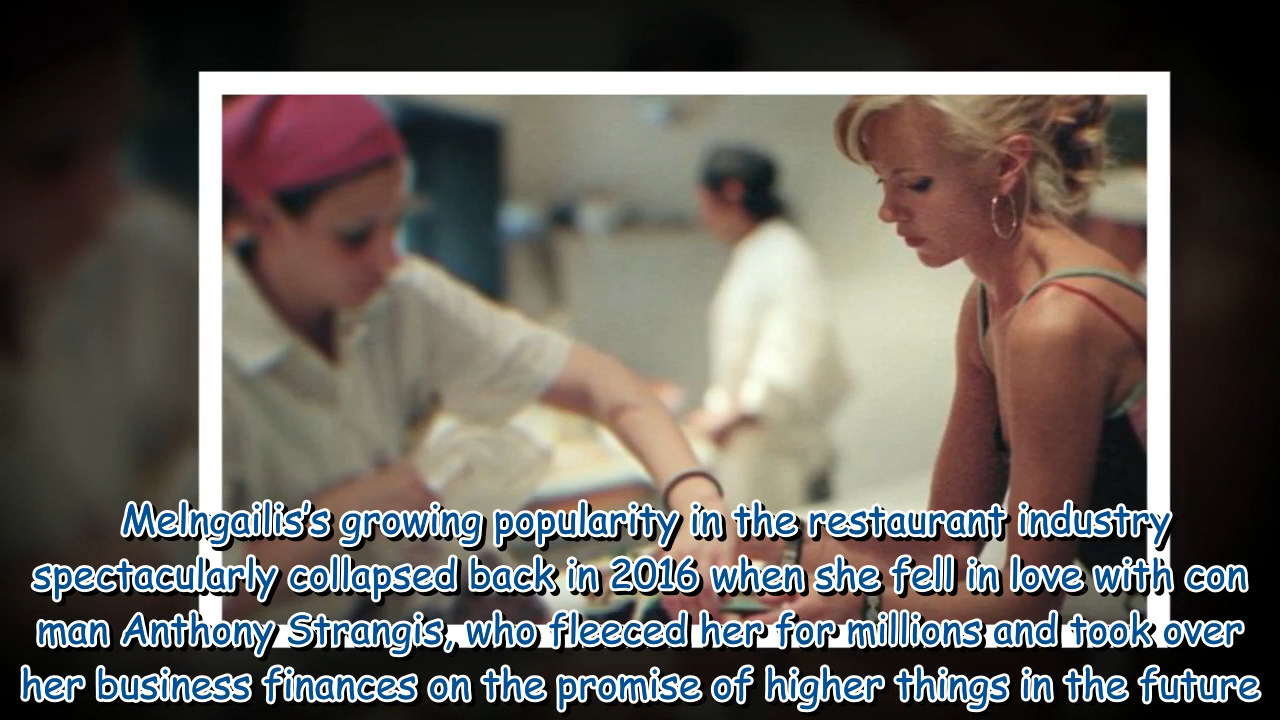 Melngailis’s growing popularity in the restaurant industry
spectacularly collapsed back in 2016 when she fell in love with con
man Anthony Strangis, who fleeced her for millions and took over
her business finances on the promise of higher things in the future